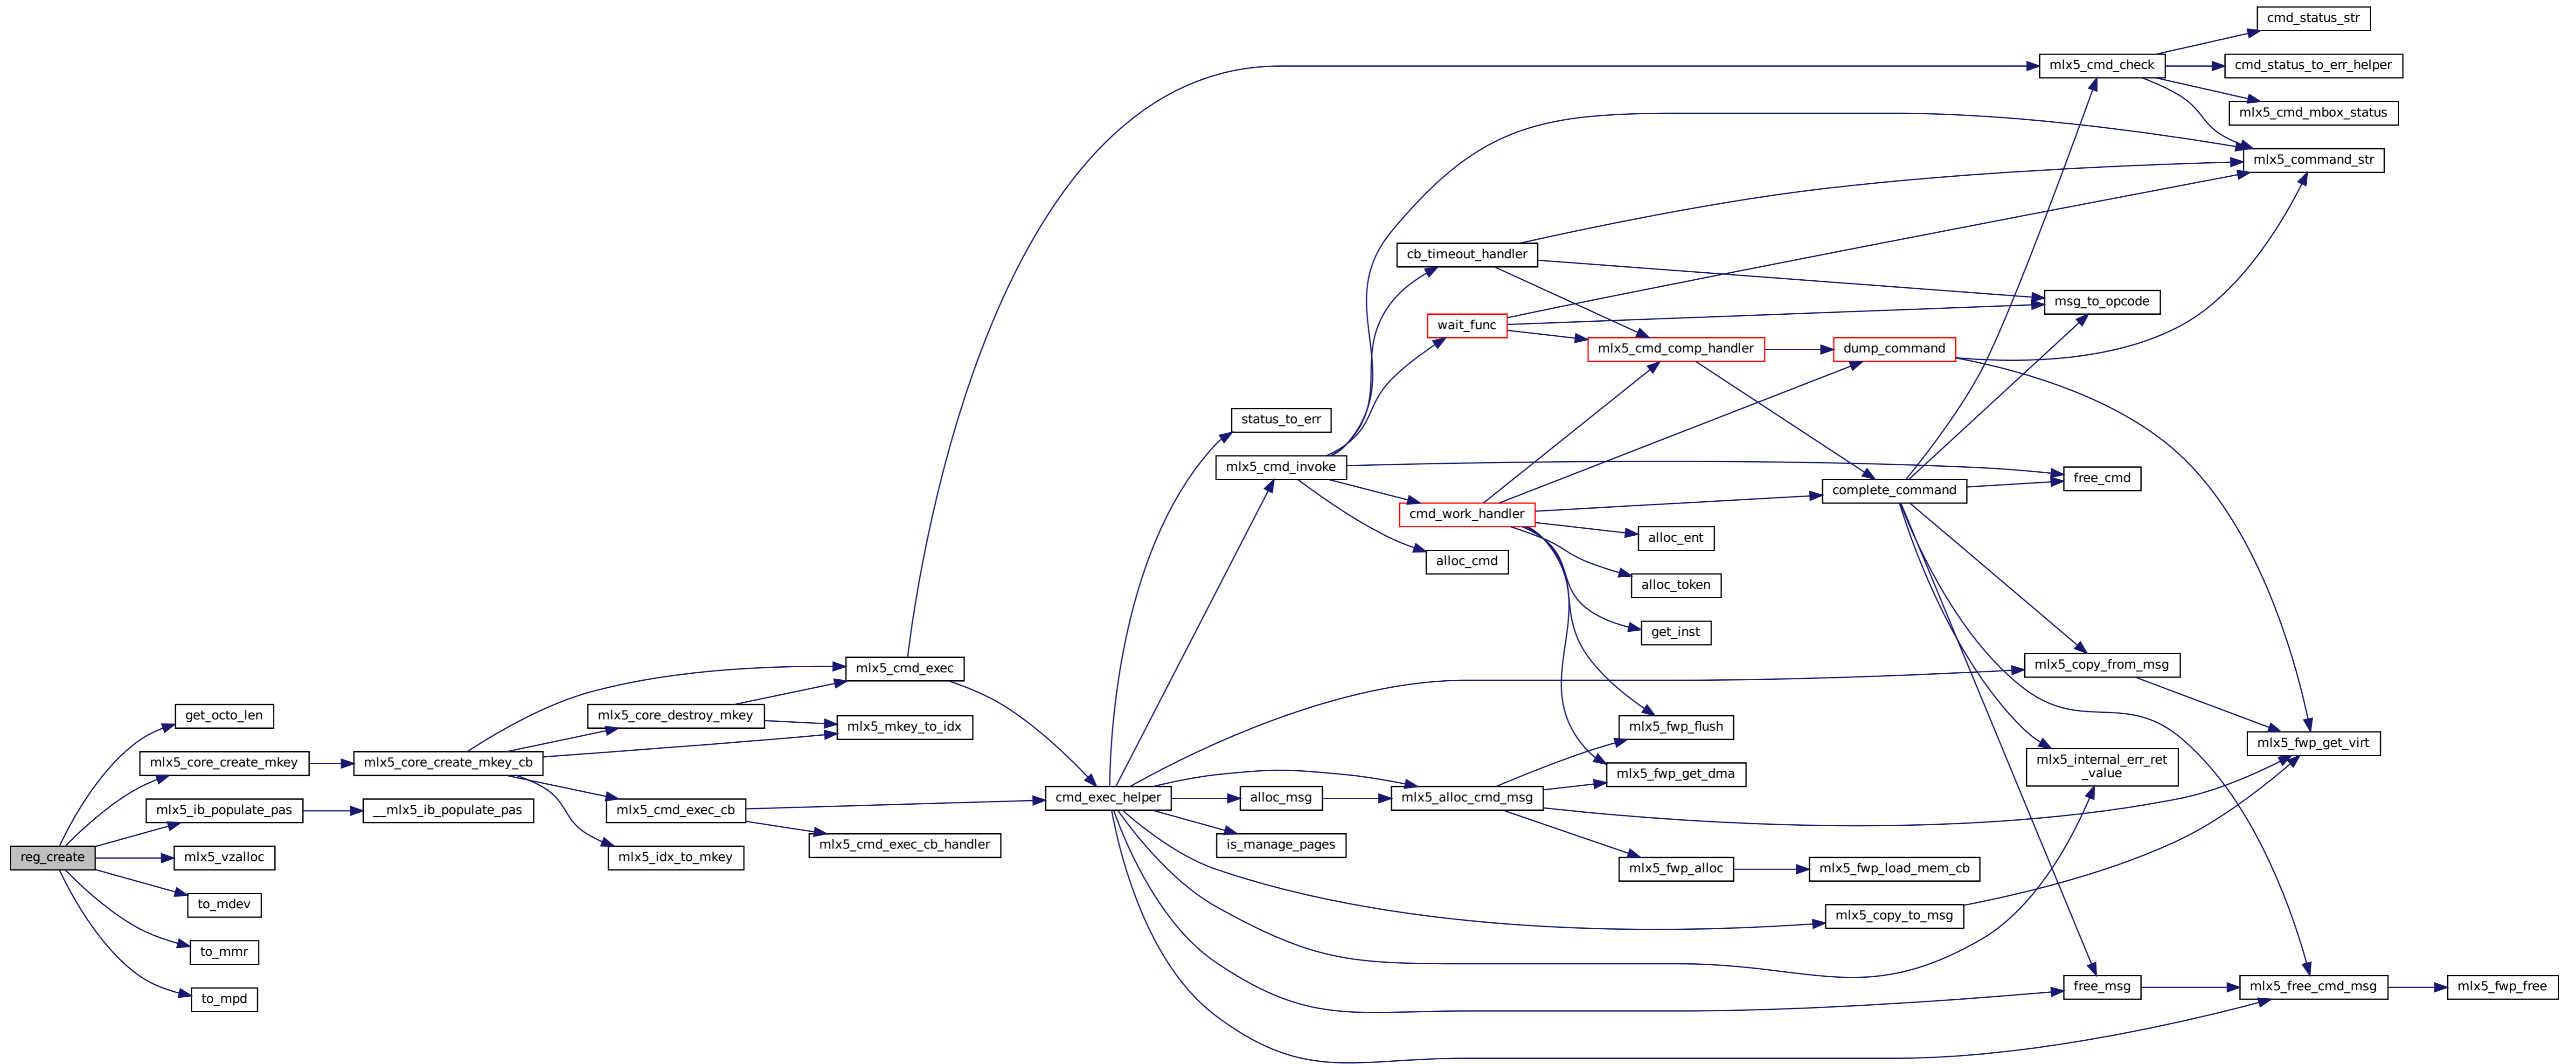 cmd_status_str
mlx5_cmd_check
cmd_status_to_err_helper
mlx5_cmd_mbox_status
mlx5_command_str
cb_timeout_handler
msg_to_opcode
wait_func
mlx5_cmd_comp_handler
dump_command
status_to_err
mlx5_cmd_invoke
free_cmd
complete_command
cmd_work_handler
alloc_ent
alloc_cmd
alloc_token
get_inst
mlx5_cmd_exec
mlx5_copy_from_msg
get_octo_len
mlx5_core_destroy_mkey
mlx5_mkey_to_idx
mlx5_fwp_flush
mlx5_fwp_get_virt
mlx5_core_create_mkey
mlx5_core_create_mkey_cb
mlx5_internal_err_ret
_value
mlx5_fwp_get_dma
cmd_exec_helper
alloc_msg
mlx5_alloc_cmd_msg
mlx5_ib_populate_pas
__mlx5_ib_populate_pas
mlx5_cmd_exec_cb
mlx5_cmd_exec_cb_handler
is_manage_pages
reg_create
mlx5_vzalloc
mlx5_idx_to_mkey
mlx5_fwp_alloc
mlx5_fwp_load_mem_cb
to_mdev
mlx5_copy_to_msg
to_mmr
free_msg
mlx5_free_cmd_msg
mlx5_fwp_free
to_mpd